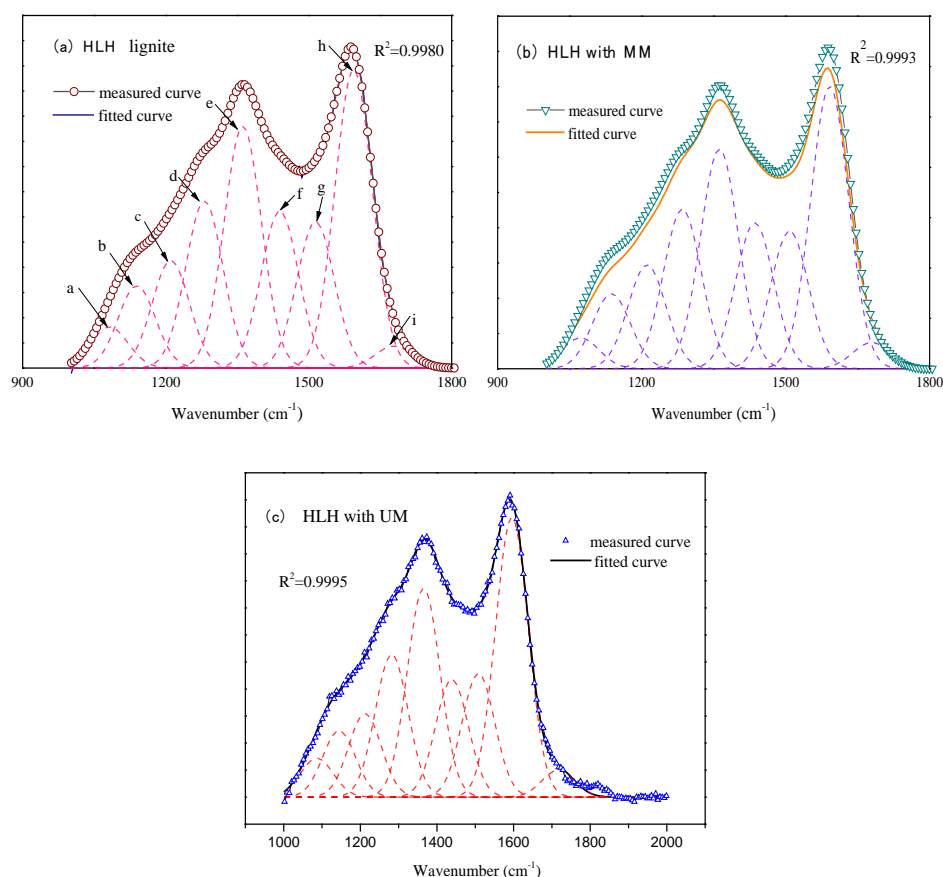 (a) HLH lignite
R²=0.9980
measured curve
fitted curve
a
b
c
d
e
f
g
h
i
900 1200 1500 1800
Wavenumber (cm⁻¹)
(b) HLH with MM
R²=0.9993
measured curve
fitted curve
900 1200 1500 1800
Wavenumber (cm⁻¹)
(c) HLH with UM
R²=0.9995
measured curve
fitted curve
1000 1200 1400 1600 1800 2000
Wavenumber (cm⁻¹)